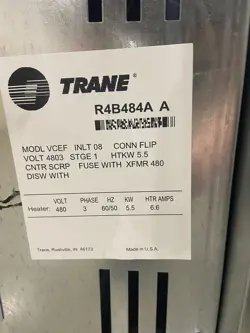 TRANE
R4B484A A
MODL VCEF INLT 08 CONN FLIP
VOLT 4803 STGE 1 HTKW 5.5
CNTR SCRP FUSE WITH XFMR 480
DISW WITH
VOLT PHASE HZ KW HTR AMPS
Heater: 480 3 60/50 5.5 6.6
Trane, Rushville, IN 46173 Made in U.S.A.